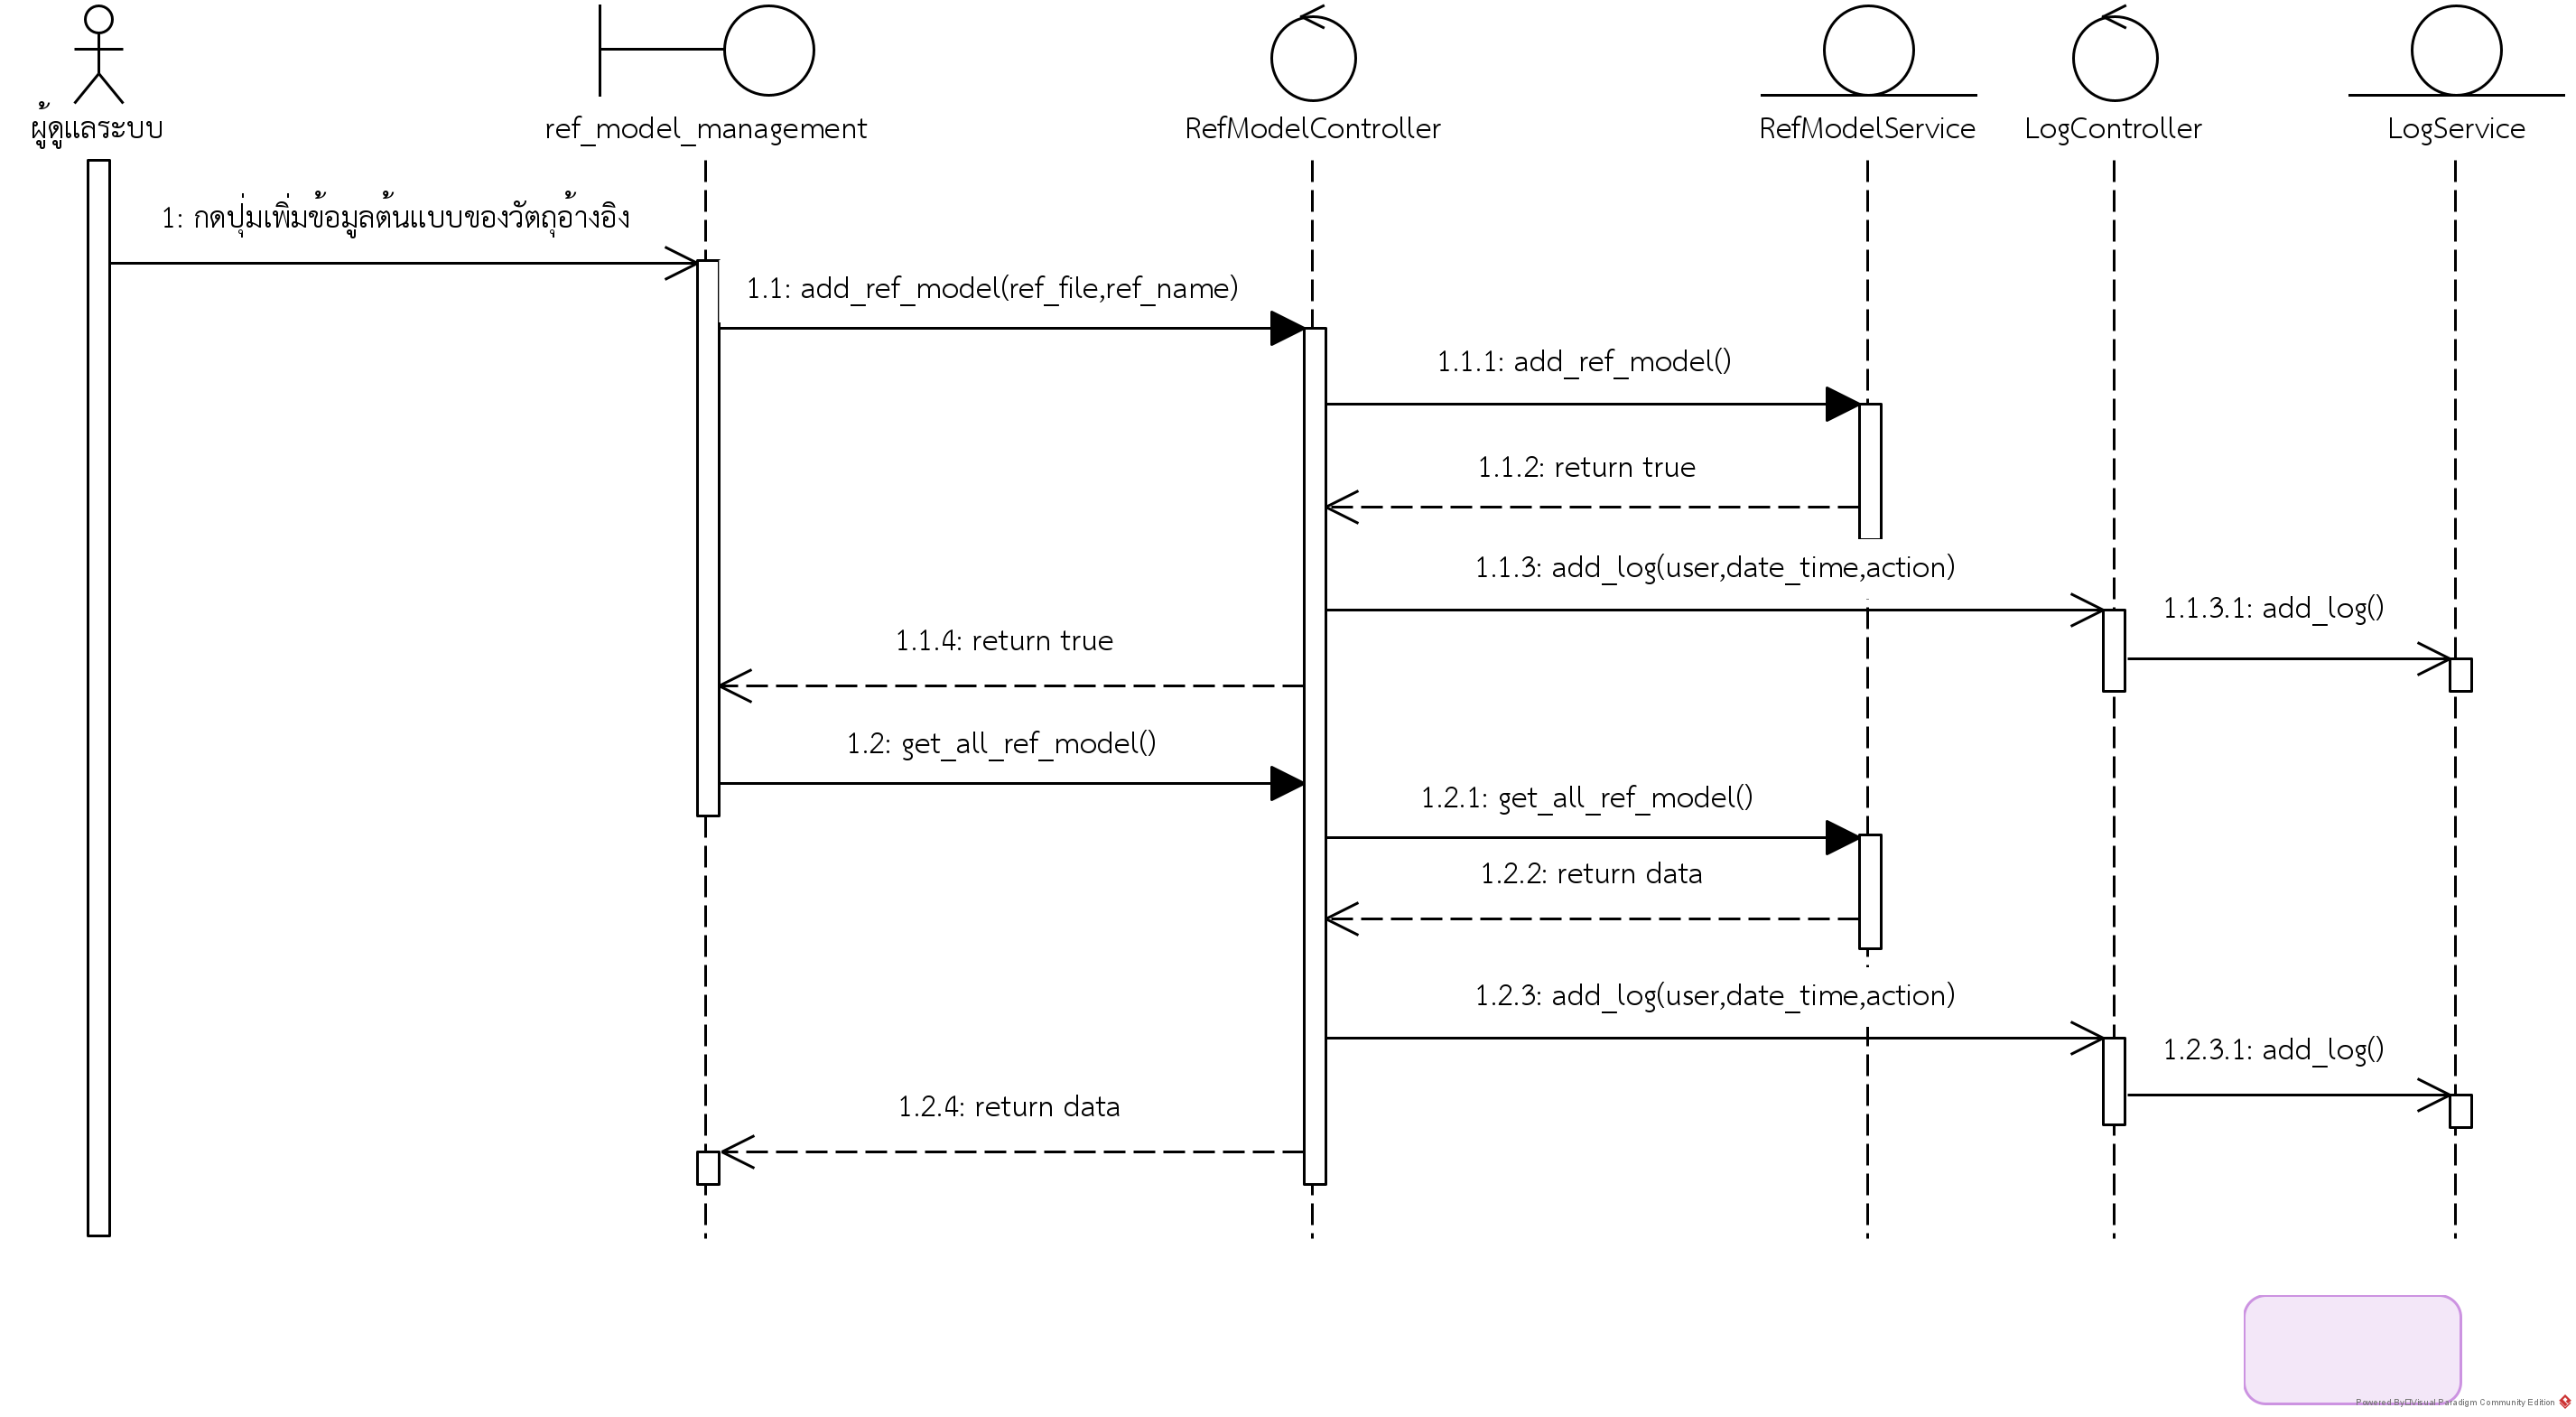 ผู้ดูแลระบบ
ref_model_management
RefModelController
RefModelService
LogController
LogService
1: กดปุ่มเพิ่มข้อมูลต้นแบบของวัตถุอ้างอิง
1.1: add_ref_model(ref_file,ref_name)
1.1.1: add_ref_model()
1.1.2: return true
1.1.3: add_log(user,date_time,action)
1.1.3.1: add_log()
1.1.4: return true
1.2: get_all_ref_model()
1.2.1: get_all_ref_model()
1.2.2: return data
1.2.3: add_log(user,date_time,action)
1.2.3.1: add_log()
1.2.4: return data
Powered By□Visual Paradigm Community Edition